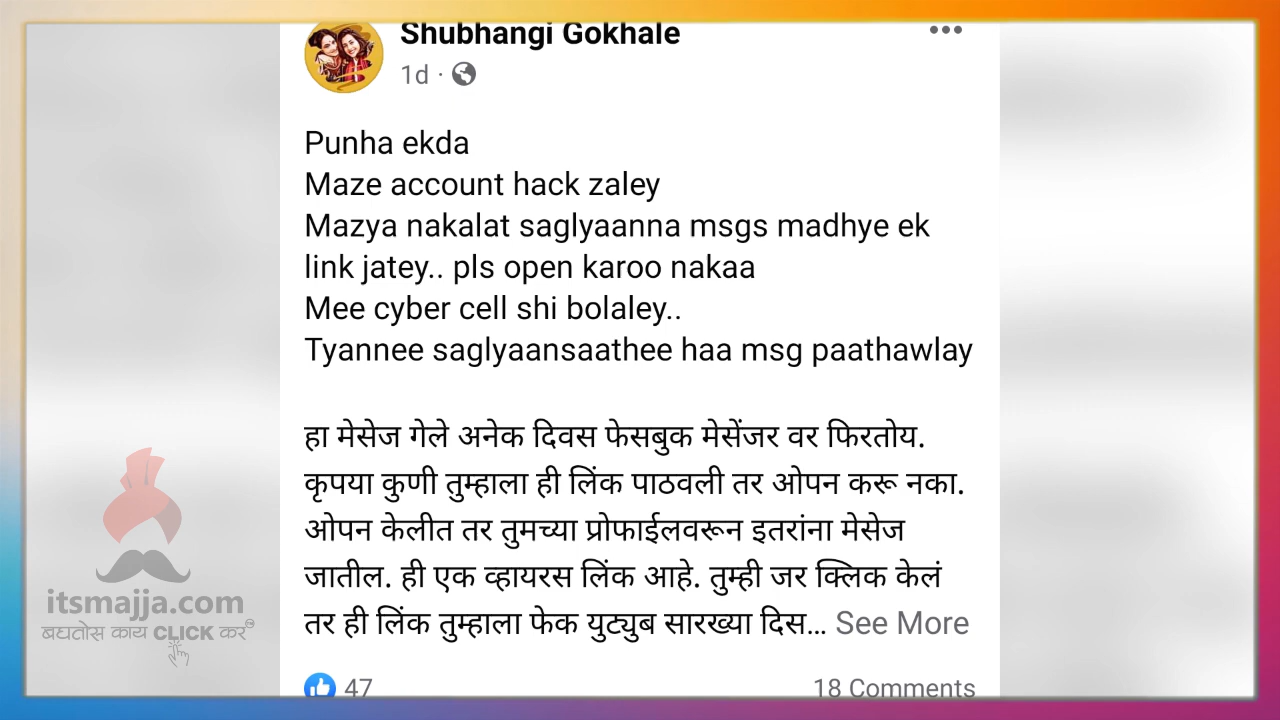 Shubhangi Gokhale
1d ·
Punha ekda
Maze account hack zaley
Mazya nakalat saglyaanna msgs madhye ek
link jatey.. pls open karoo nakaa
Mee cyber cell shi bolaley..
Tyannee saglyaansaathee haa msg paathawlay
हा मेसेज गेले अनेक दिवस फेसबुक मेसेंजर वर फिरतोय.
कृपया कुणी तुम्हाला ही लिंक पाठवली तर ओपन करू नका.
ओपन केलीत तर तुमच्या प्रोफाईलवरून इतरांना मेसेज
जातील. ही एक व्हायरस लिंक आहे. तुम्ही जर क्लिक केलं
तर ही लिंक तुम्हाला फेक युट्युब सारख्या दिस... See More
47
18 Comments
itsmajja.com
बघतोस काय CLICK कर